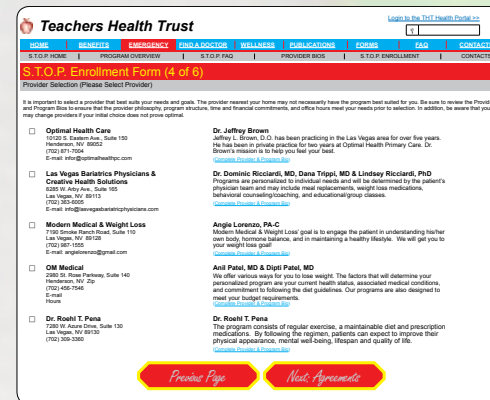 Login to the THT Health Portal >>
Teachers Health Trust
HOME BENEFITS EMERGENCY FIND A DOCTOR WELLNESS PUBLICATIONS FORMS FAQ CONTACT
S.T.O.P. HOME PROGRAM OVERVIEW S.T.O.P. FAQ PROVIDER BIOS S.T.O.P. ENROLLMENT CONTACTS
S.T.O.P. Enrollment Form (4 of 6)
Provider Selection (Please Select Provider)
It is important to select a provider that best suits your needs and goals. The provider nearest your home may not necessarily have the program best suited for you. Be sure to review the Provid
and Program Bios to ensure that the provider philosophy, program structure, time and financial commitments, and office hours meet your needs prior to selection. In addition, be aware that you
may change providers if your initial choice does not prove optimal.
Optimal Health Care
10120 S. Eastern Ave., Suite 150
Henderson, NV 89052
(702) 871-7004
E-mail: infor@optimalhealthpc.com
Dr. Jeffrey Brown
Jeffrey L. Brown, D.O. has been practicing in the Las Vegas area for over five years.
He has been in private practice for two years at Optimal Health Primary Care. Dr.
Brown's mission is to help you feel your best.
(Complete Provider & Program Bio)
Las Vegas Bariatrics Physicians &
Creative Health Solutions
6285 W. Arby Ave., Suite 165
Las Vegas, NV 89113
(702) 363-6005
E-mail: info@lasvegasbariatricphysicians.com
Dr. Dominic Ricciardi, MD, Dana Trippi, MD & Lindsey Ricciardi, PhD
Programs are personalized to individual needs and will be determined by the patient's
physician team and may include meal replacements, weight loss medications,
behavioral counseling/coaching, and educational/group classes.
(Complete Provider & Program Bio)
Modern Medical & Weight Loss
7190 Smoke Ranch Road, Suite 110
Las Vegas, NV 89128
(702) 987-1555
E-mail: angielorenzo@gmail.com
Angie Lorenzo, PA-C
Modern Medical & Weight Loss' goal is to engage the patient in understanding his/her
own body, hormone balance, and in maintaining a healthy lifestyle. We will get you to
your weight loss goal!
(Complete Provider & Program Bio)
OM Medical
2980 St. Rose Parkway, Suite 140
Henderson, NV Zip
(702) 456-7546
E-mail
Hours
Anil Patel, MD & Dipti Patel, MD
We offer various ways for you to lose weight. The factors that will determine your
personalized program are your current health status, associated medical conditions,
and commitment to following the diet guidelines. Our programs are also designed to
meet your budget requirements.
(Complete Provider & Program Bio)
Dr. Roehl T. Pena
7280 W. Azure Drive, Suite 130
Las Vegas, NV 89130
(702) 309-3360
Dr. Roehl T. Pena
The program consists of regular exercise, a maintainable diet and prescription
medications. By following the regimen, patients can expect to improve their
physical appearance, mental well-being, lifespan and quality of life.
(Complete Provider & Program Bio)
Previous Page
Next: Agreements